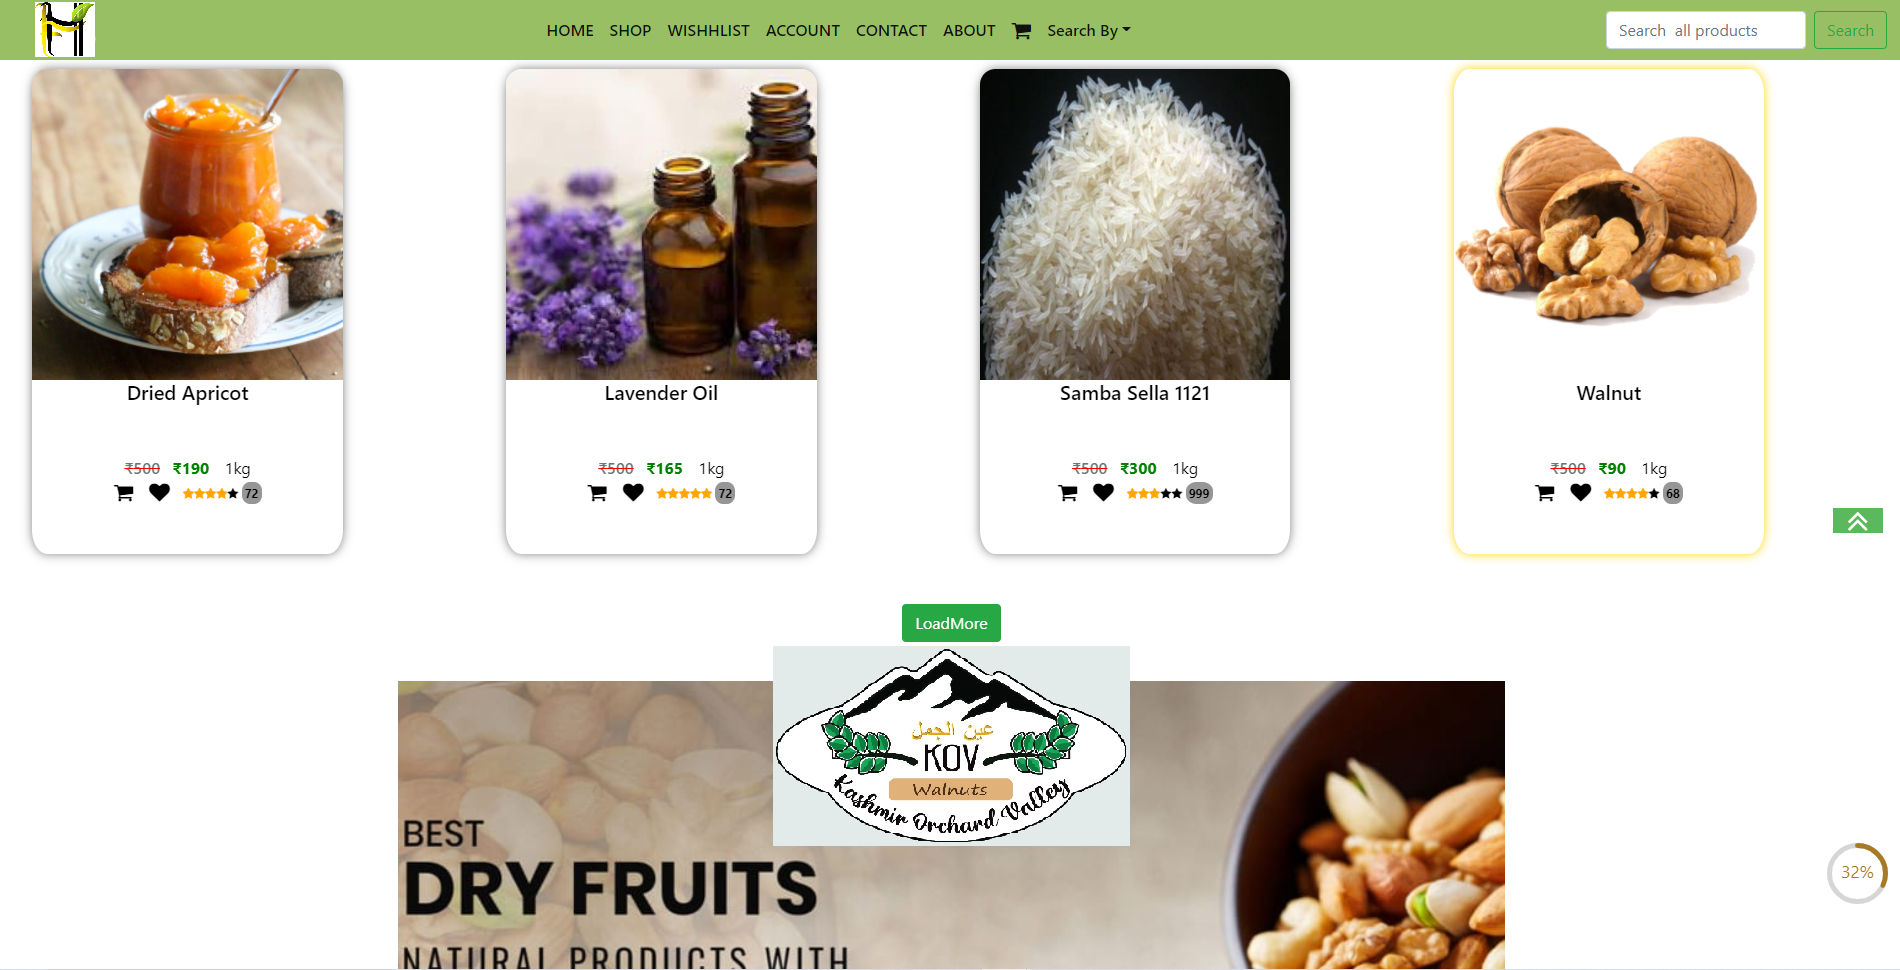 HOME SHOP WISHHLIST ACCOUNT CONTACT ABOUT Search By Search all products Search
Dried Apricot
₹500 ₹190 1kg
72
Lavender Oil
₹500 ₹165 1kg
72
Samba Sella 1121
₹500 ₹300 1kg
999
Walnut
₹500 ₹90 1kg
68
LoadMore
عين الجمل
KOV
Walnuts
Kashmir Orchard Valley
BEST
DRY FRUITS
NATURAL PRODUCTS WITH
32%